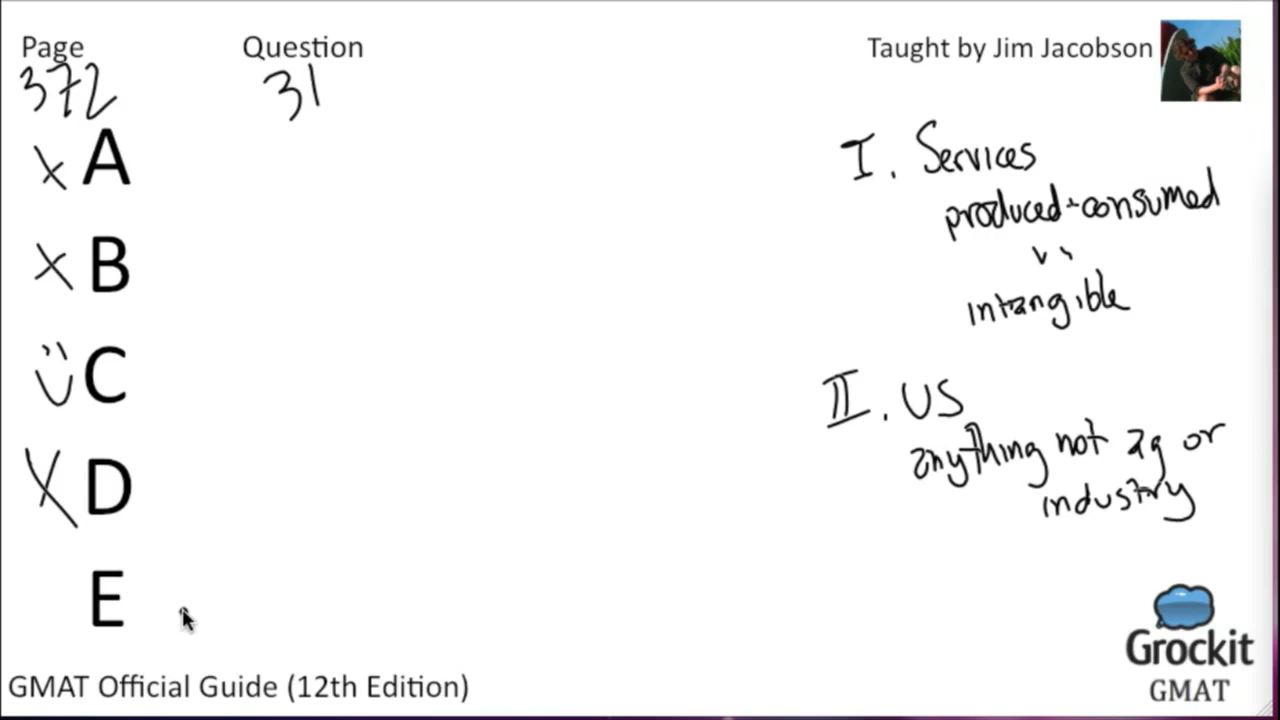 Page Question Taught by Jim Jacobson
372 31
x A
x B
C
x D
E
I. Services
produced + consumed
intangible
II. US
anything not ag or
industry
Grockit
GMAT
GMAT Official Guide (12th Edition)